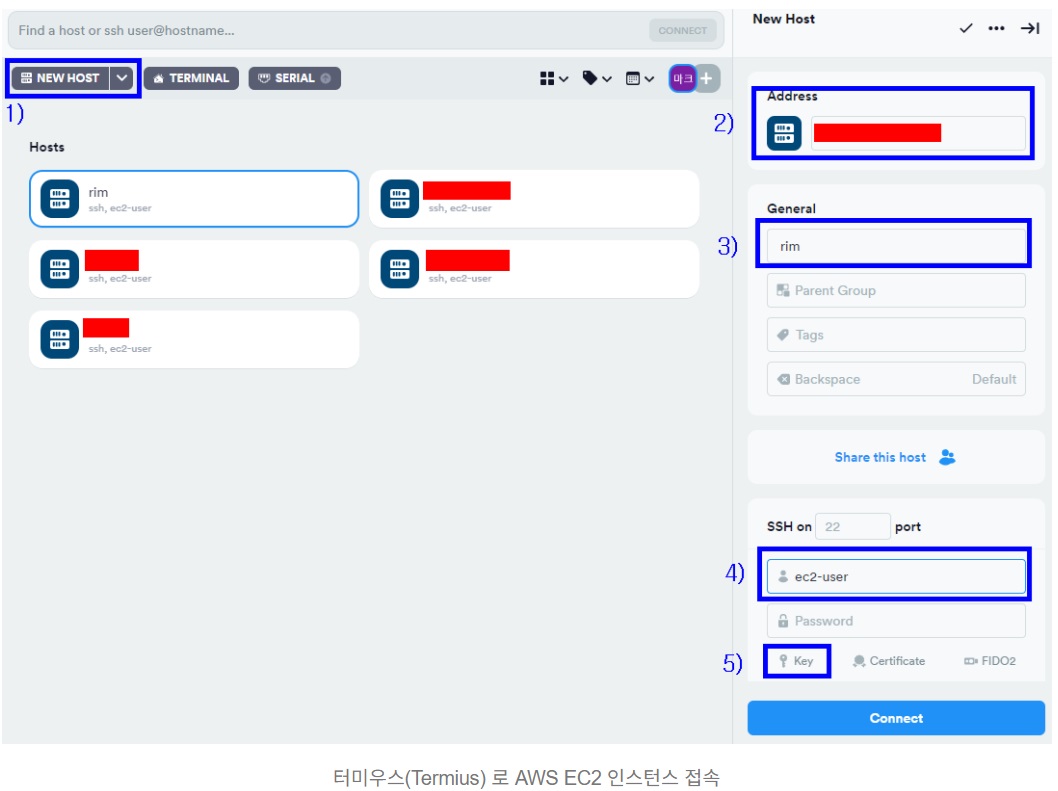 Find a host or ssh user@hostname...
CONNECT
NEW HOST
TERMINAL
SERIAL
마크
1)
Hosts
rim
ssh, ec2-user
ssh, ec2-user
ssh, ec2-user
ssh, ec2-user
ssh, ec2-user
New Host
2)
Address
General
3)
rim
Parent Group
Tags
Backspace Default
Share this host
SSH on 22 port
4)
ec2-user
Password
5)
Key Certificate FIDO2
Connect
터미우스(Termius) 로 AWS EC2 인스턴스 접속